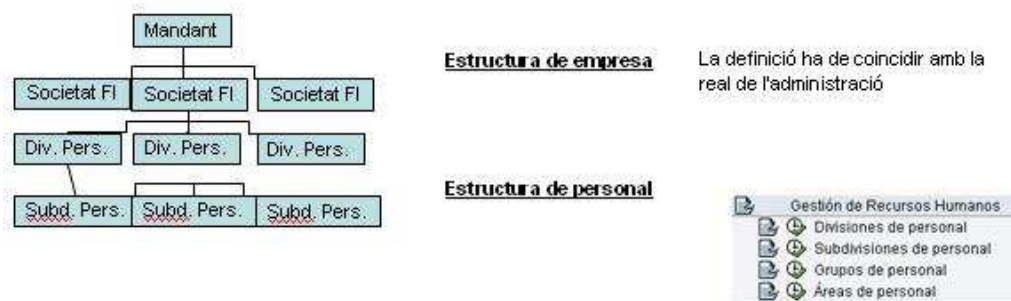 Mandant
Estructura de empresa
La definició ha de coincidir amb la
real de l'administració
Societat FI Societat FI Societat FI
Div. Pers. Div. Pers. Div. Pers.
Estructura de personal
Subd. Pers. Subd. Pers. Subd. Pers.
Gestión de Recursos Humanos
Divisiones de personal
Subdivisiones de personal
Grupos de personal
Áreas de personal